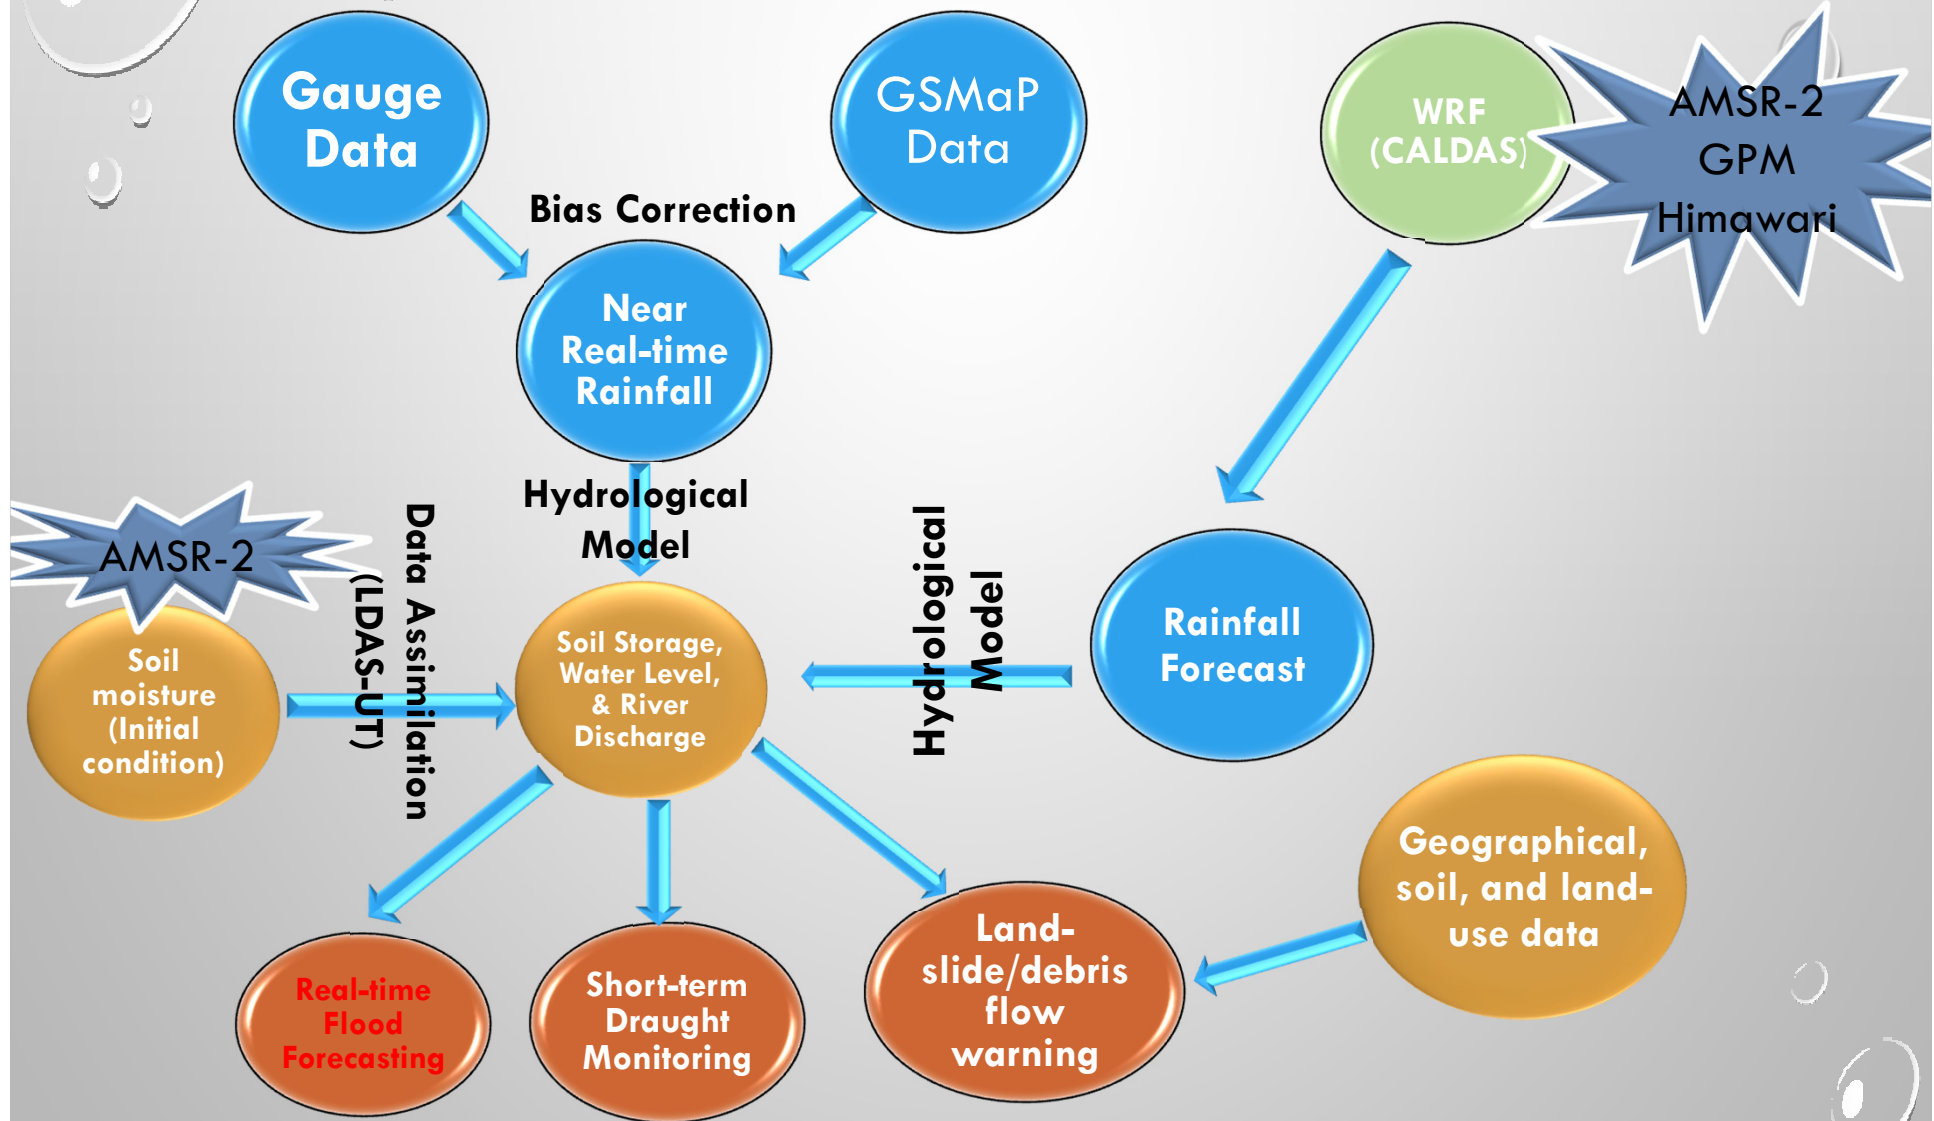 Gauge
Data
GSMaP
Data
WRF
(CALDAS)
AMSR-2
GPM
Himawari
Bias Correction
Near
Real-time
Rainfall
Hydrological
Model
AMSR-2
Soil
moisture
(Initial
condition)
Data Assimilation
(LDAS-UT)
Soil Storage,
Water Level,
& River
Discharge
Hydrological
Model
Rainfall
Forecast
Geographical,
soil, and land-
use data
Real-time
Flood
Forecasting
Short-term
Draught
Monitoring
Land-
slide/debris
flow
warning